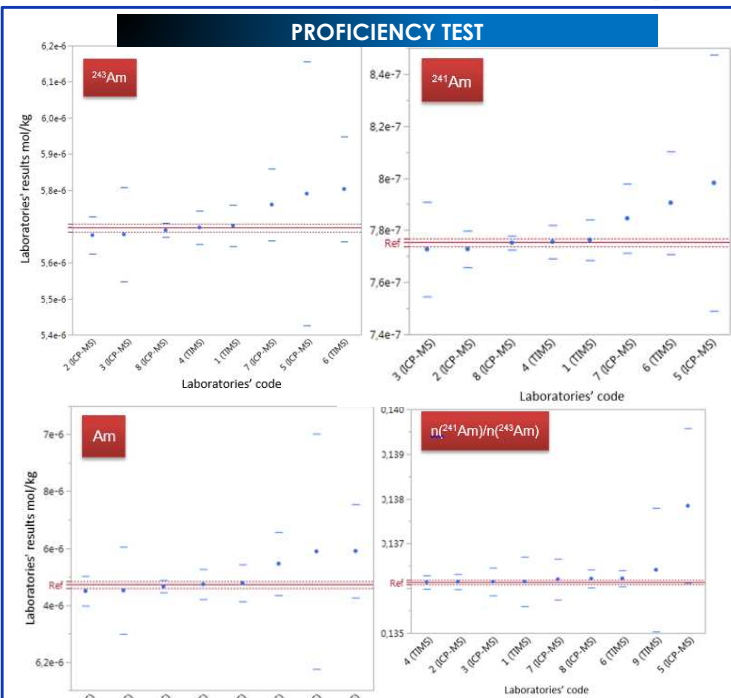 PROFICIENCY TEST
²⁴³Am
Laboratories' results mol/kg
6,2e-6
6,1e-6
6,0e-6
5,9e-6
5,8e-6
5,6e-6
5,5e-6
5,4e-6
2 (ICP-MS)
3 (ICP-MS)
8 (ICP-MS)
4 (TIMS)
1 (TIMS)
7 (ICP-MS)
5 (ICP-MS)
6 (TIMS)
Laboratories' code
²⁴¹Am
8,4e-7
8,2e-7
8e-7
7,8e-7
Ref
7,6e-7
7,4e-7
3 (ICP-MS)
2 (ICP-MS)
8 (ICP-MS)
4 (TIMS)
1 (TIMS)
7 (ICP-MS)
6 (TIMS)
5 (ICP-MS)
Laboratories' code
Am
Laboratories' results mol/kg
7e-6
8e-6
6e-6
Ref
4e-6
6,2e-6
n(²⁴¹Am)/n(²⁴³Am)
0,140
0,139
0,138
0,137
Ref
0,135
4 (TIMS)
2 (ICP-MS)
3 (ICP-MS)
1 (TIMS)
7 (ICP-MS)
8 (ICP-MS)
6 (TIMS)
9 (TIMS)
5 (ICP-MS)
Laboratories' code